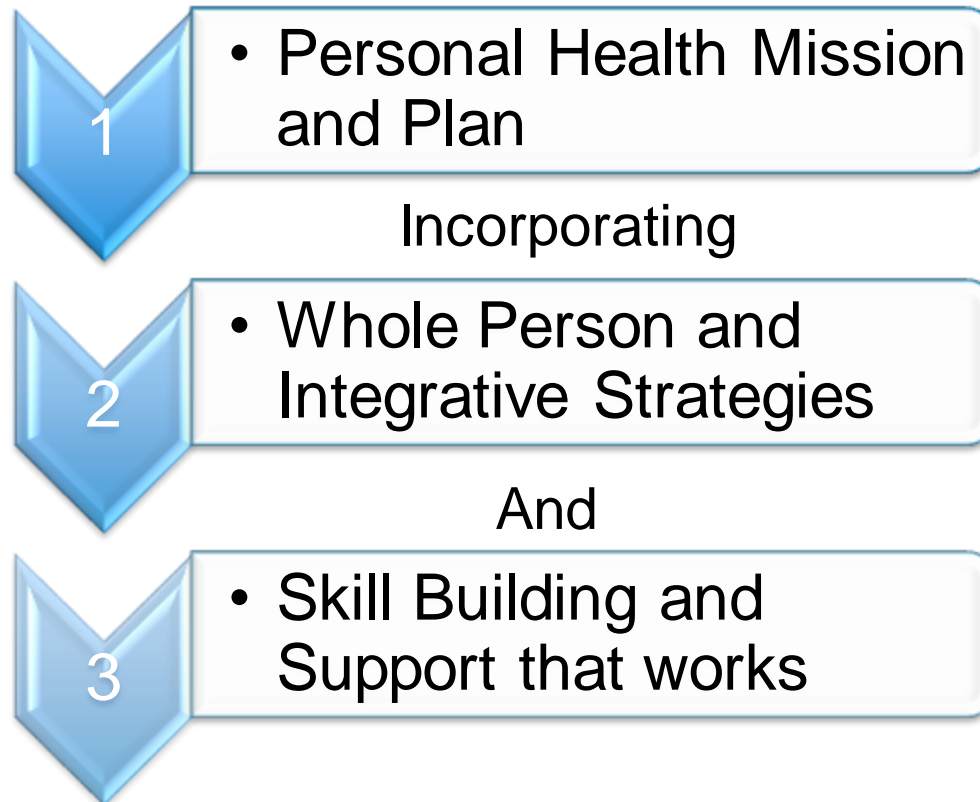 1
• Personal Health Mission
and Plan
Incorporating
2
• Whole Person and
Integrative Strategies
And
3
• Skill Building and
Support that works